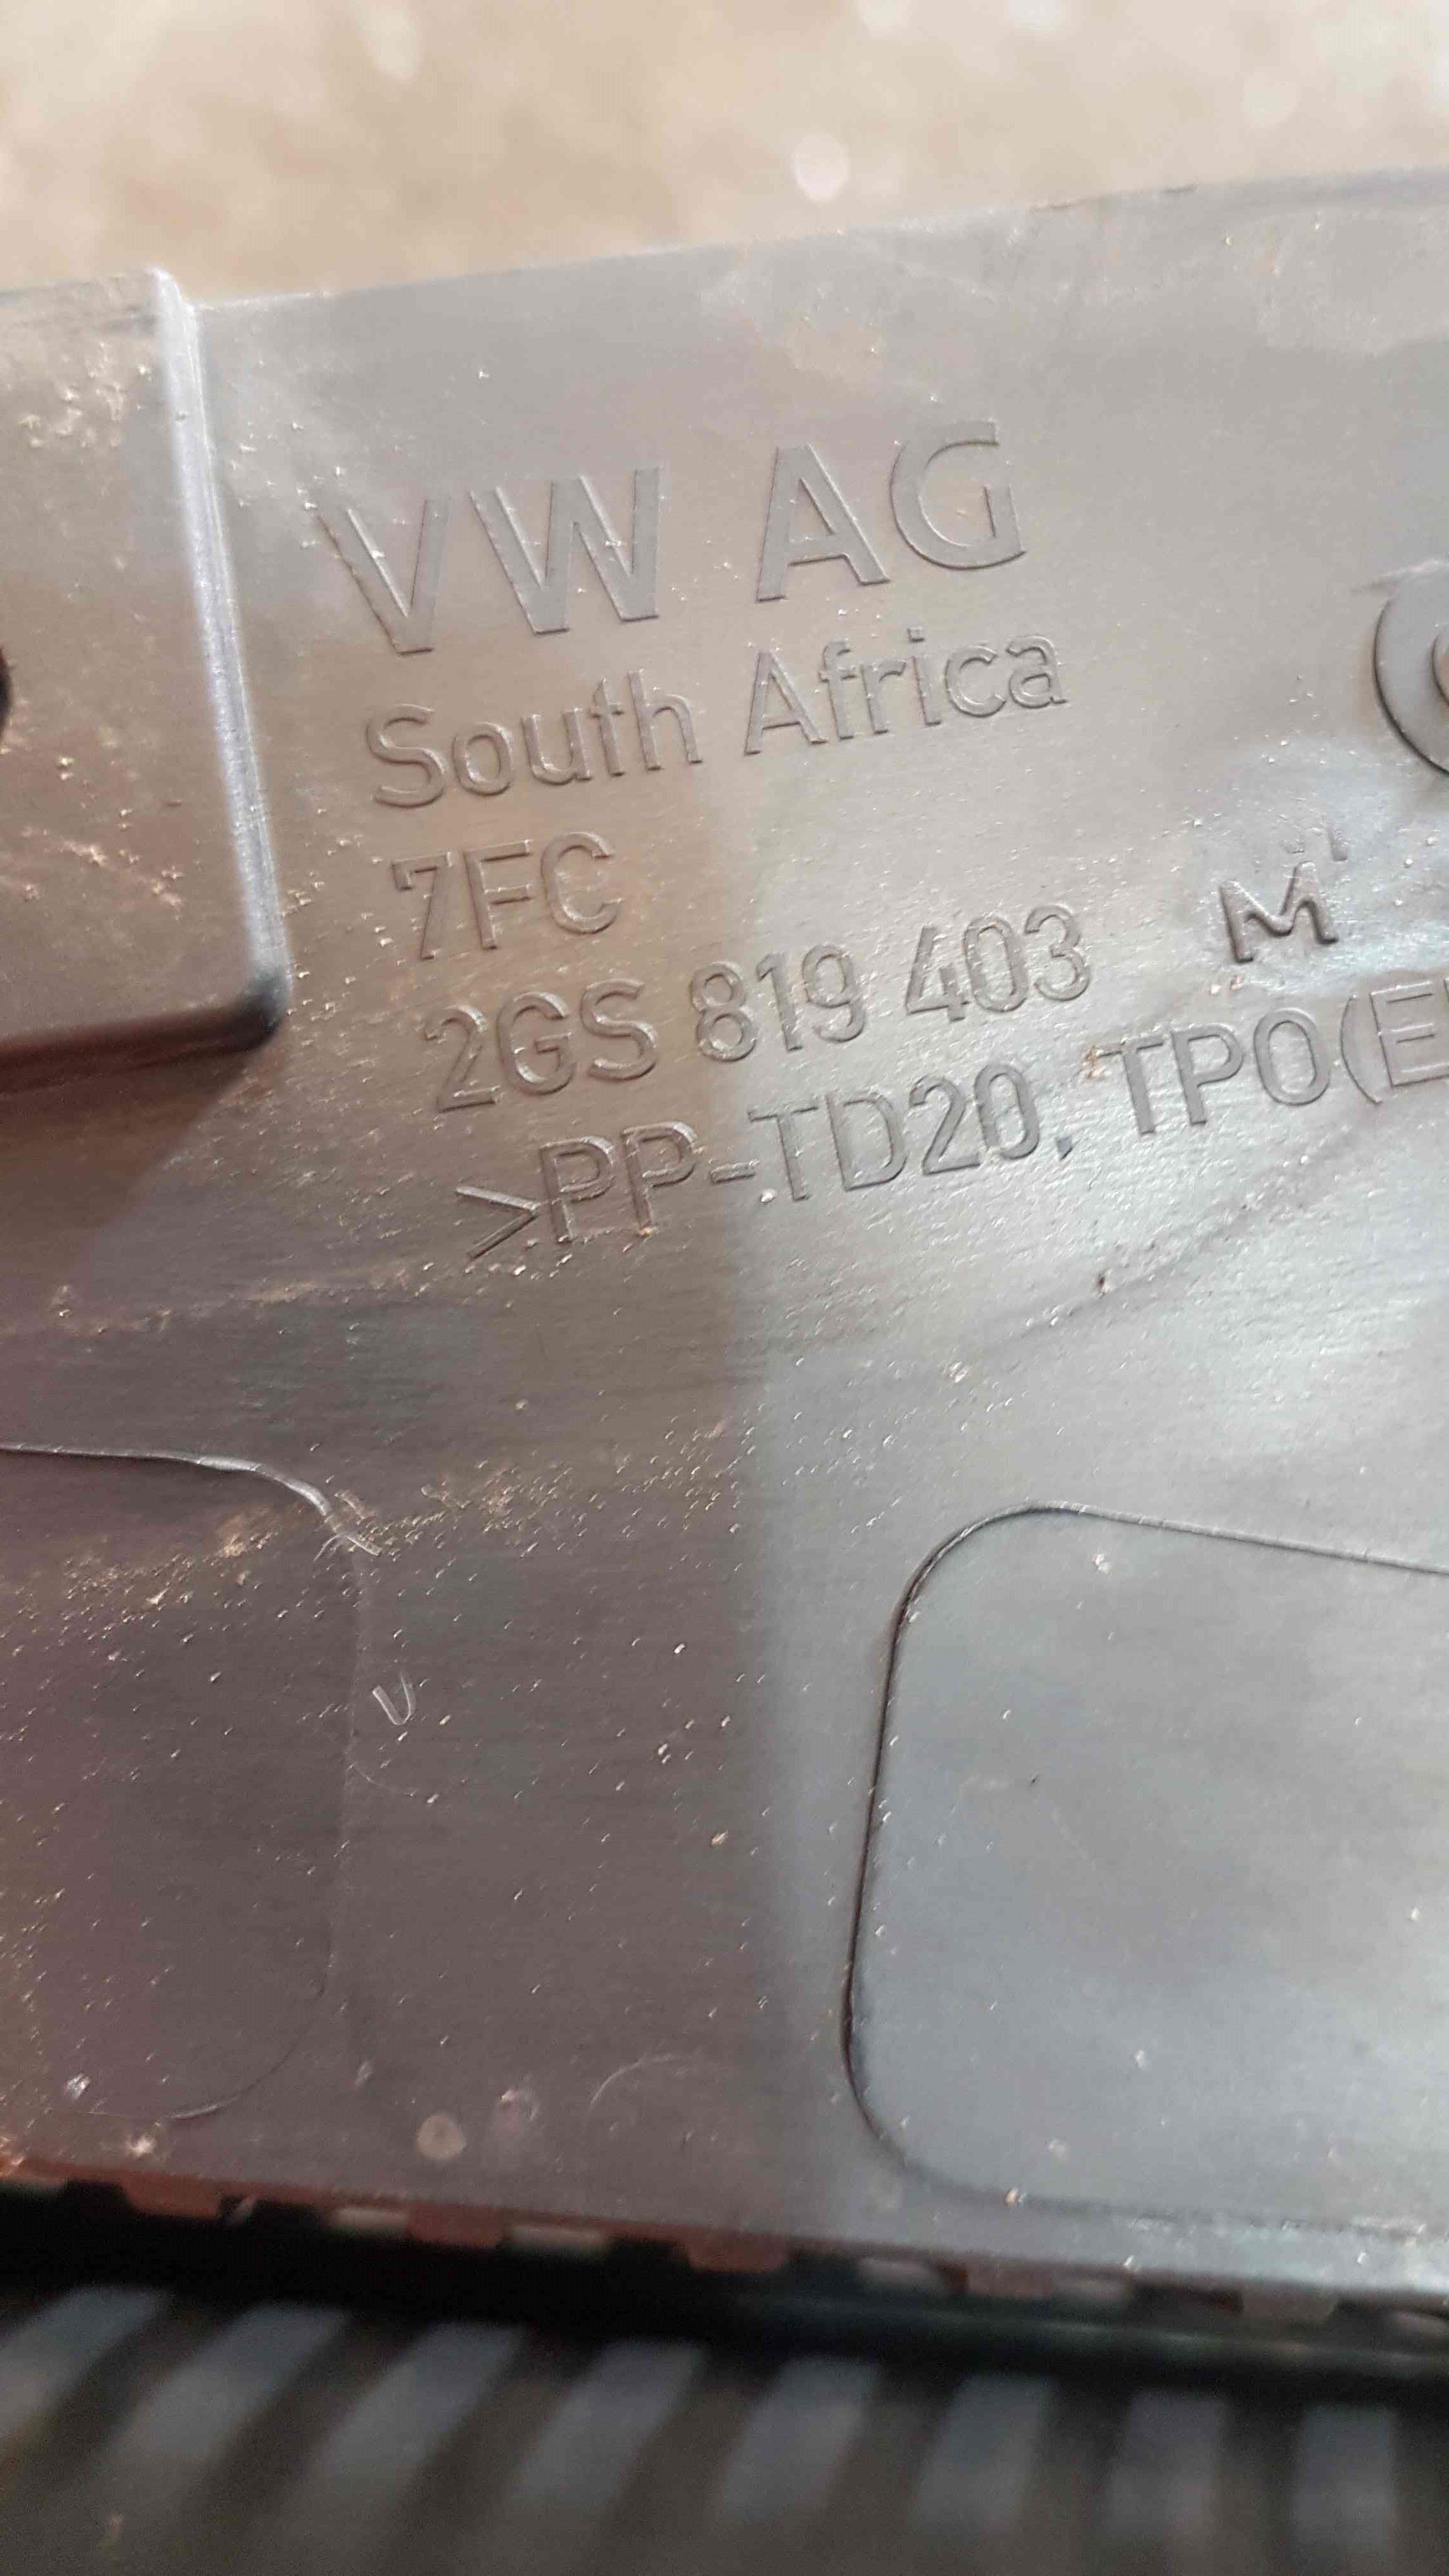 VW AG
South Africa
7FC
2GS 819 403 M
>PP-TD20, TPO(E